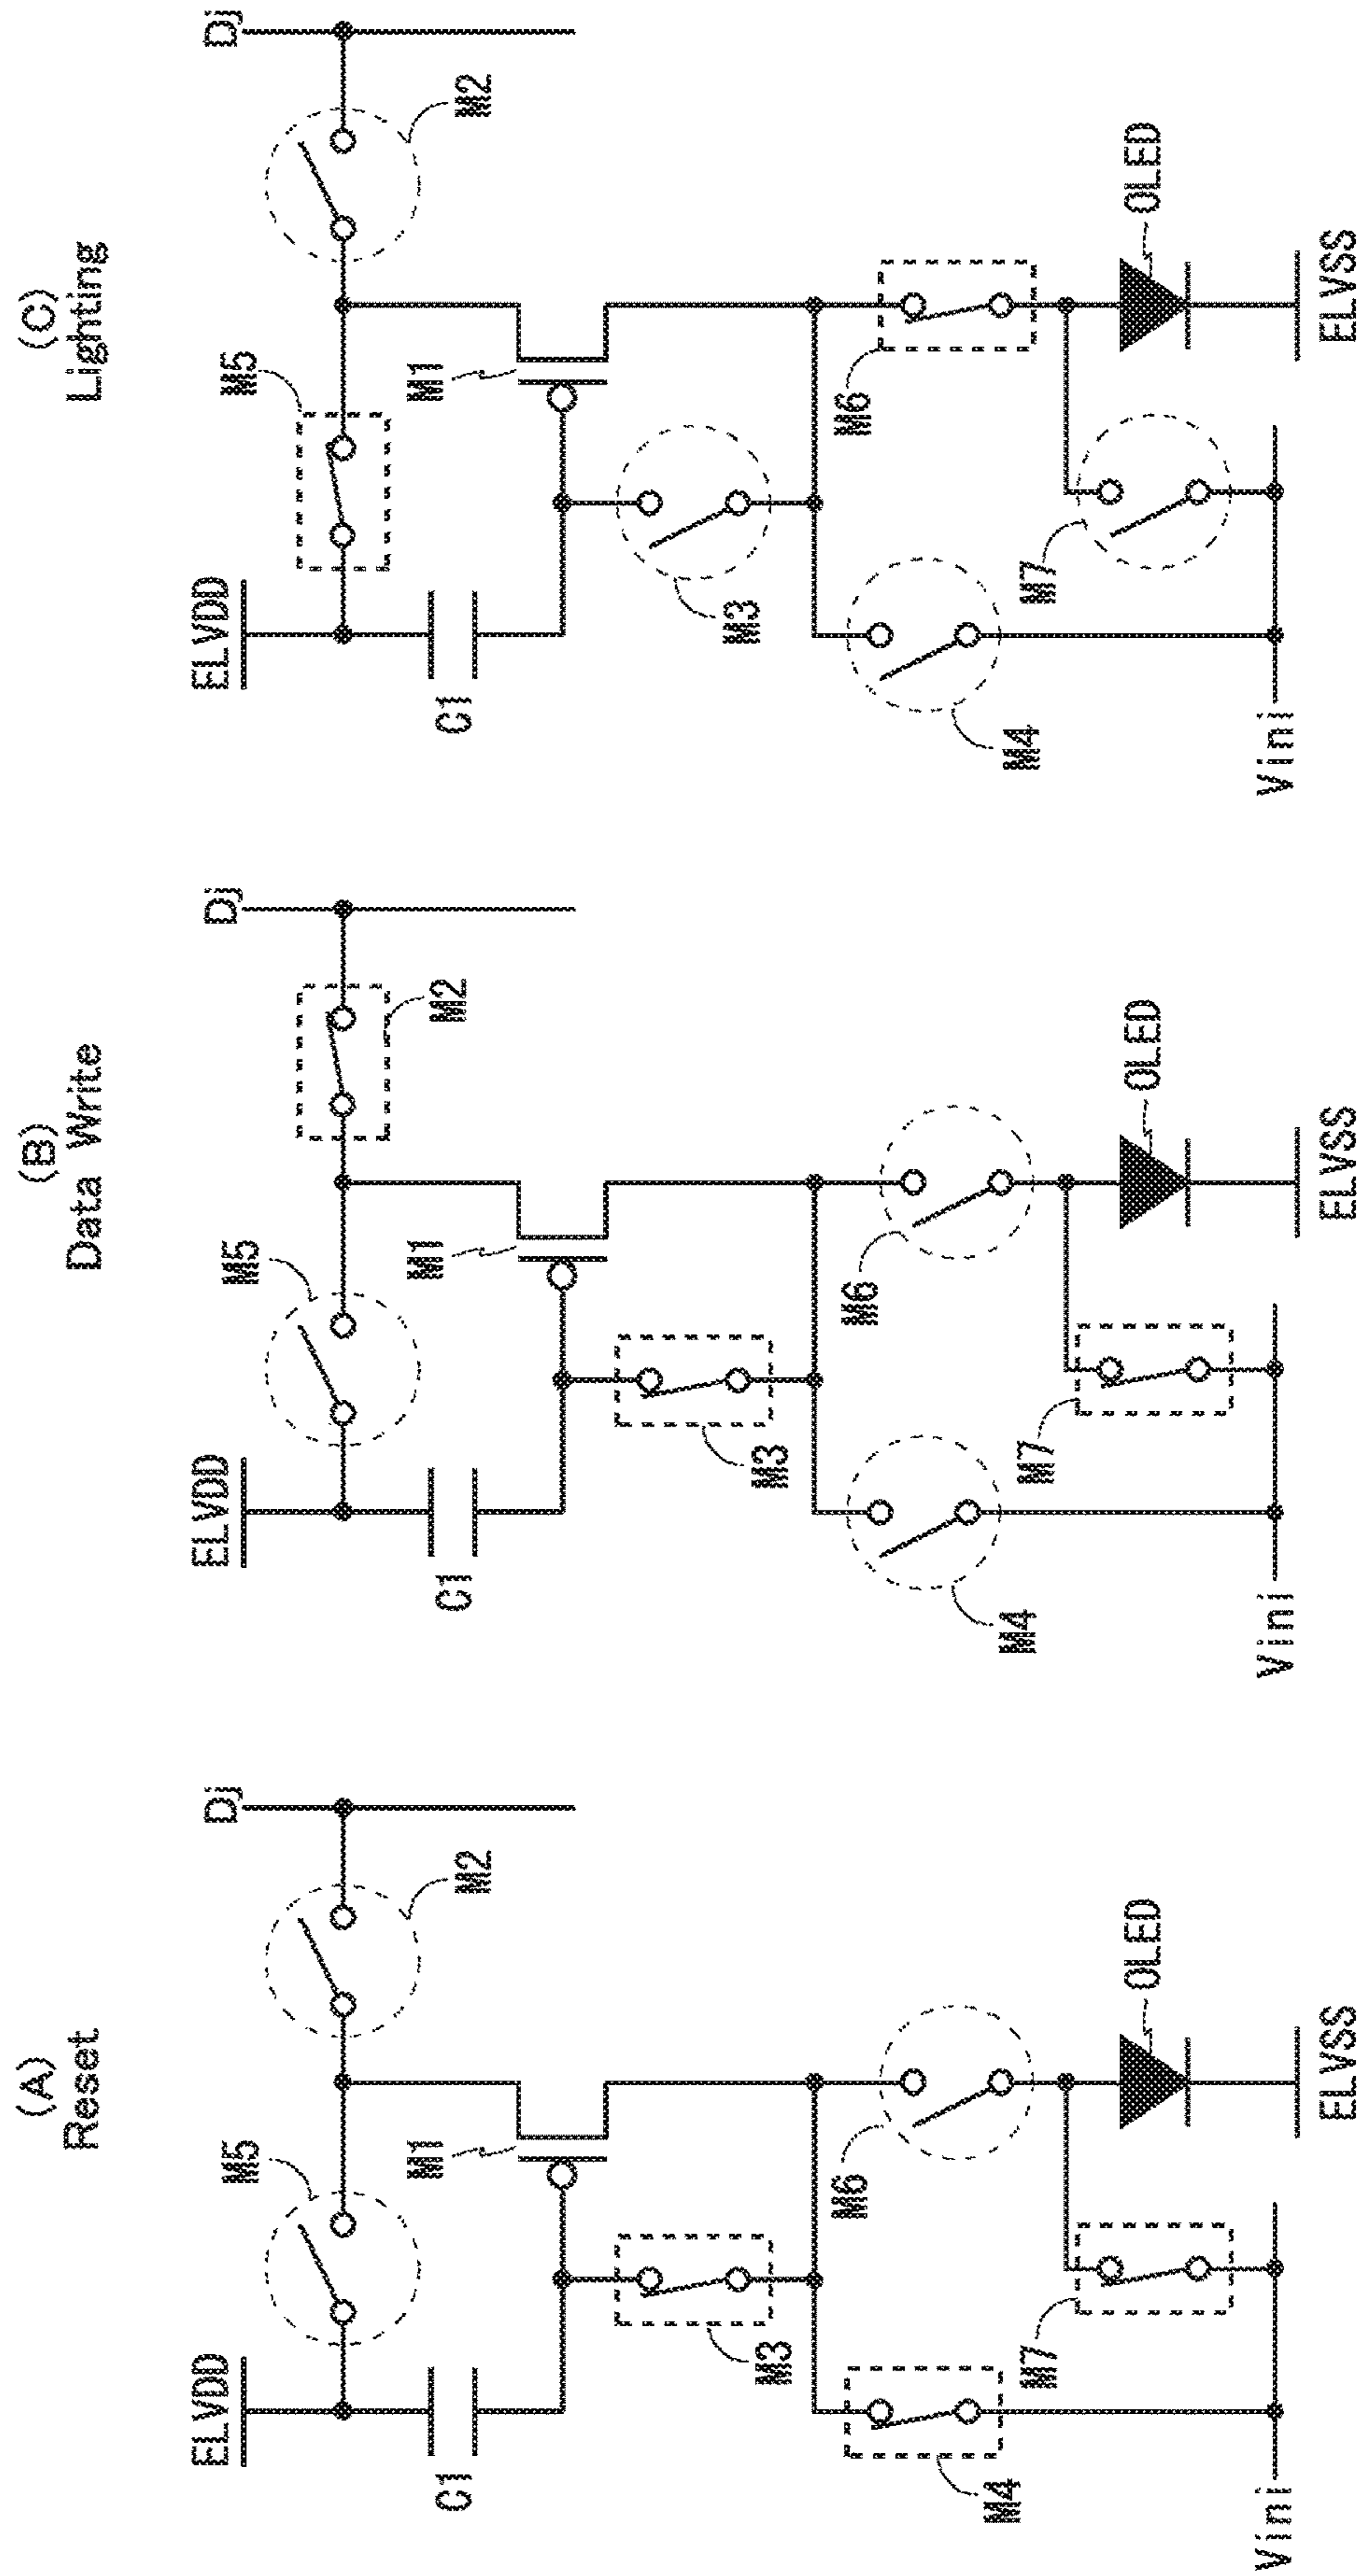 (A)
Reset
ELVDD
M5
M2
Dj
C1
M1
M3
M6
M4
M7
OLED
Vini
ELVSS
(B)
Data Write
ELVDD
M5
M2
Dj
C1
M1
M3
M6
M4
M7
OLED
Vini
ELVSS
(C)
Lighting
ELVDD
M5
M2
Dj
C1
M1
M3
M6
M4
M7
OLED
Vini
ELVSS